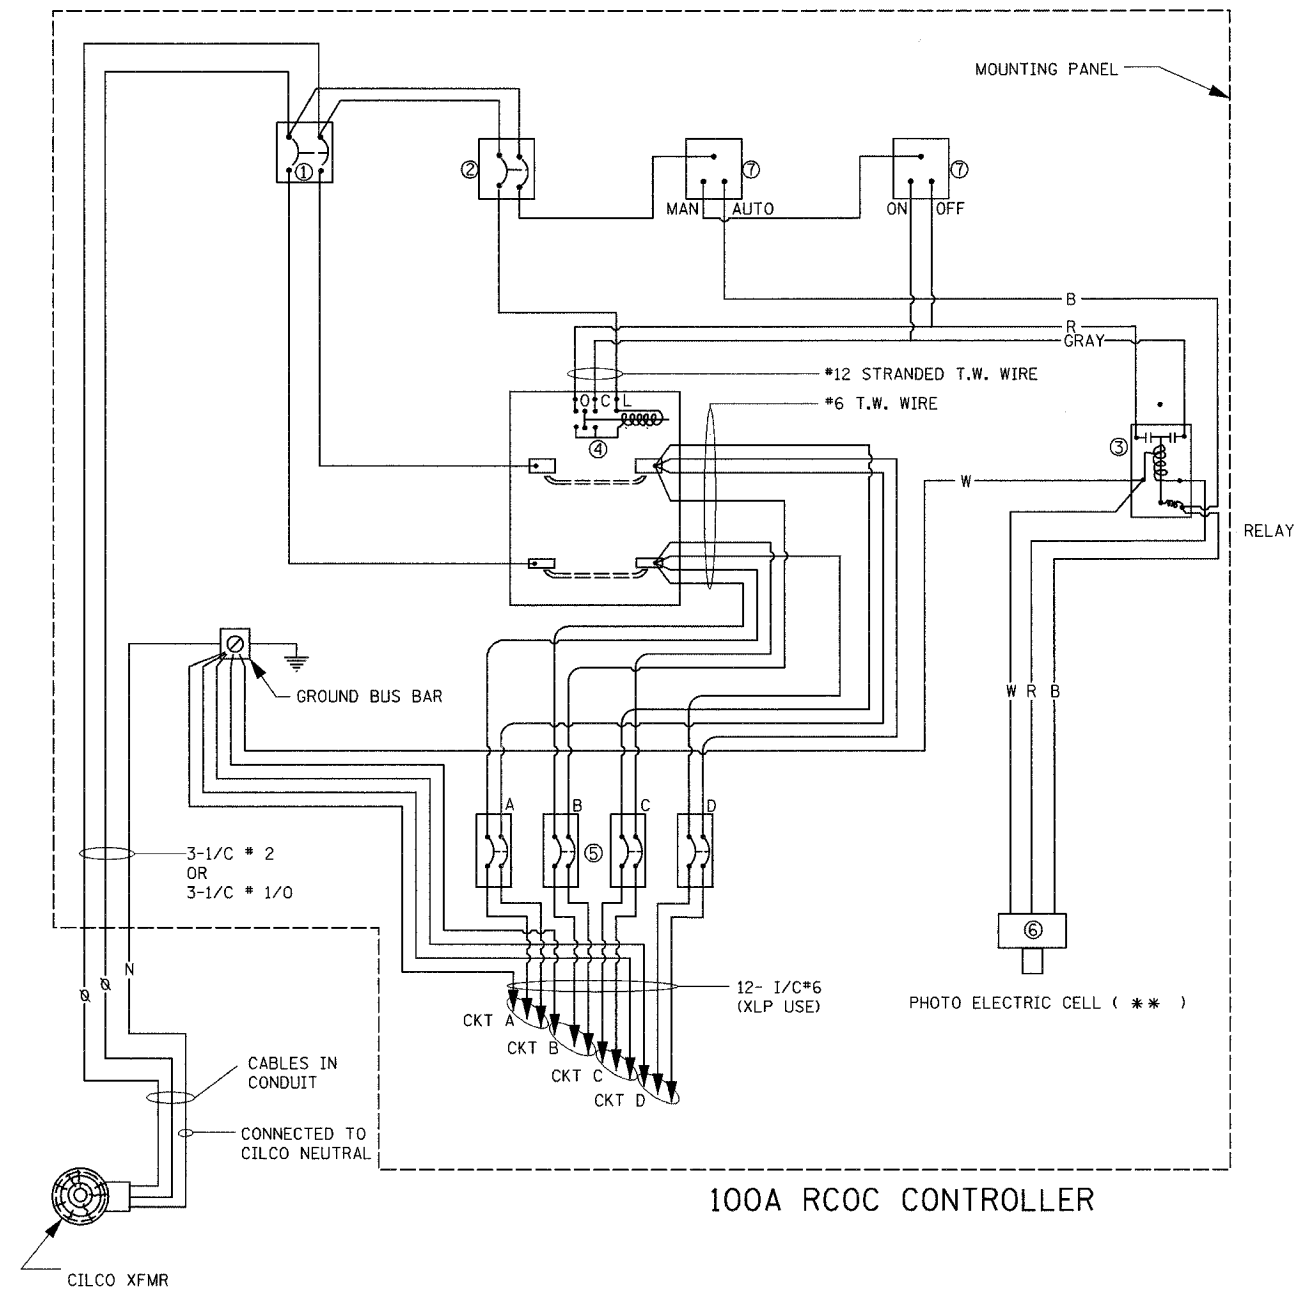 MOUNTING PANEL
①
②
⑦
⑦
MAN
AUTO
ON
OFF
B
R
GRAY
#12 STRANDED T.W. WIRE
#6 T.W. WIRE
O C L
④
③
W
RELAY
GROUND BUS BAR
W R B
A
B
C
D
⑤
3-1/C # 2
OR
3-1/C # 1/0
⑥
N
Ø
Ø
12- I/C#6
(XLP USE)
PHOTO ELECTRIC CELL ( ** )
CKT A
CKT B
CKT C
CKT D
CABLES IN
CONDUIT
CONNECTED TO
CILCO NEUTRAL
100A RCOC CONTROLLER
CILCO XFMR